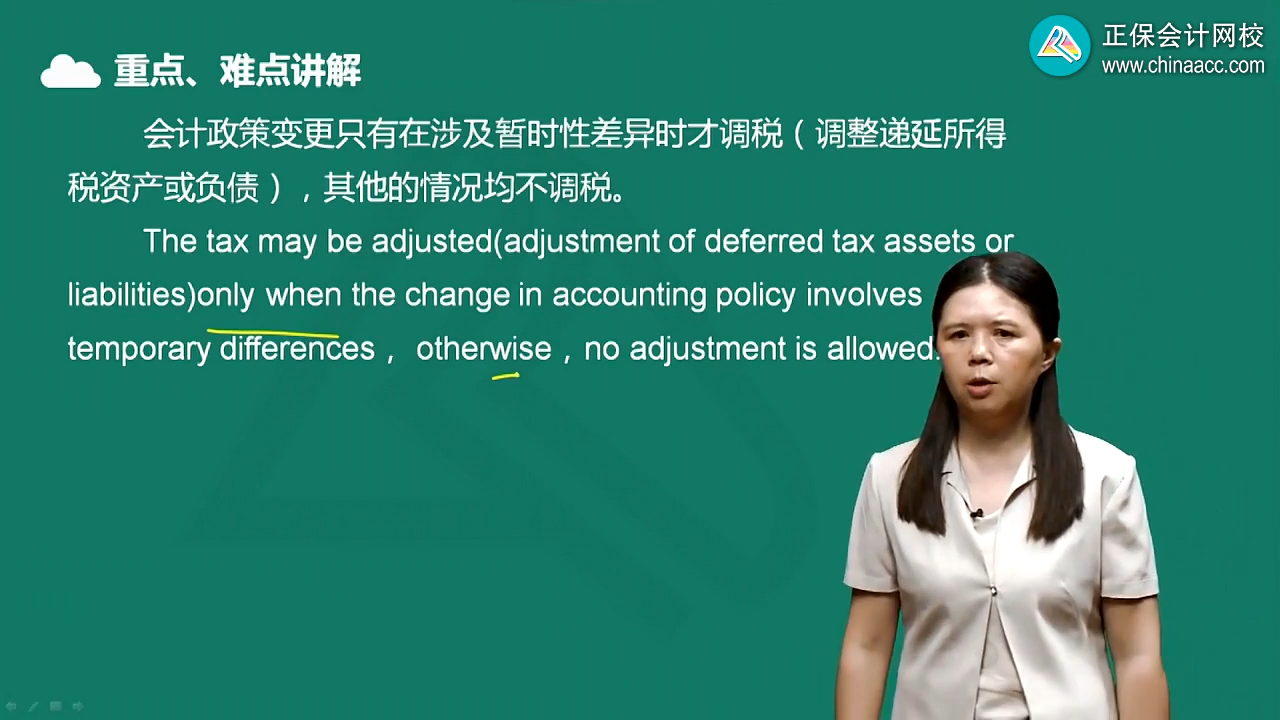 正保会计网校
www.chinaacc.com
重点、难点讲解
会计政策变更只有在涉及暂时性差异时才调税（调整递延所得
税资产或负债），其他的情况均不调税。
The tax may be adjusted(adjustment of deferred tax assets or
liabilities)only when the change in accounting policy involves
temporary differences， otherwise，no adjustment is allowed.